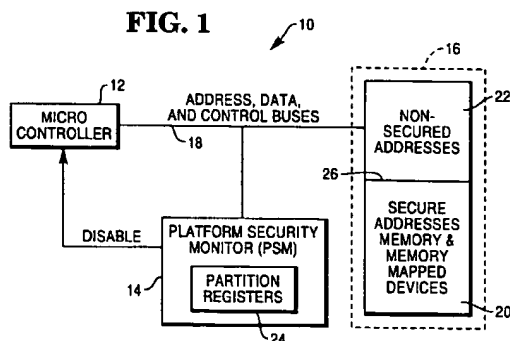 FIG. 1
10
16
12
MICRO
CONTROLLER
ADDRESS, DATA,
AND CONTROL BUSES
18
22
NON-
SECURED
ADDRESSES
26
SECURE
ADDRESSES
MEMORY &
MEMORY
MAPPED
DEVICES
20
DISABLE
PLATFORM SECURITY
MONITOR (PSM)
14
PARTITION
REGISTERS
24